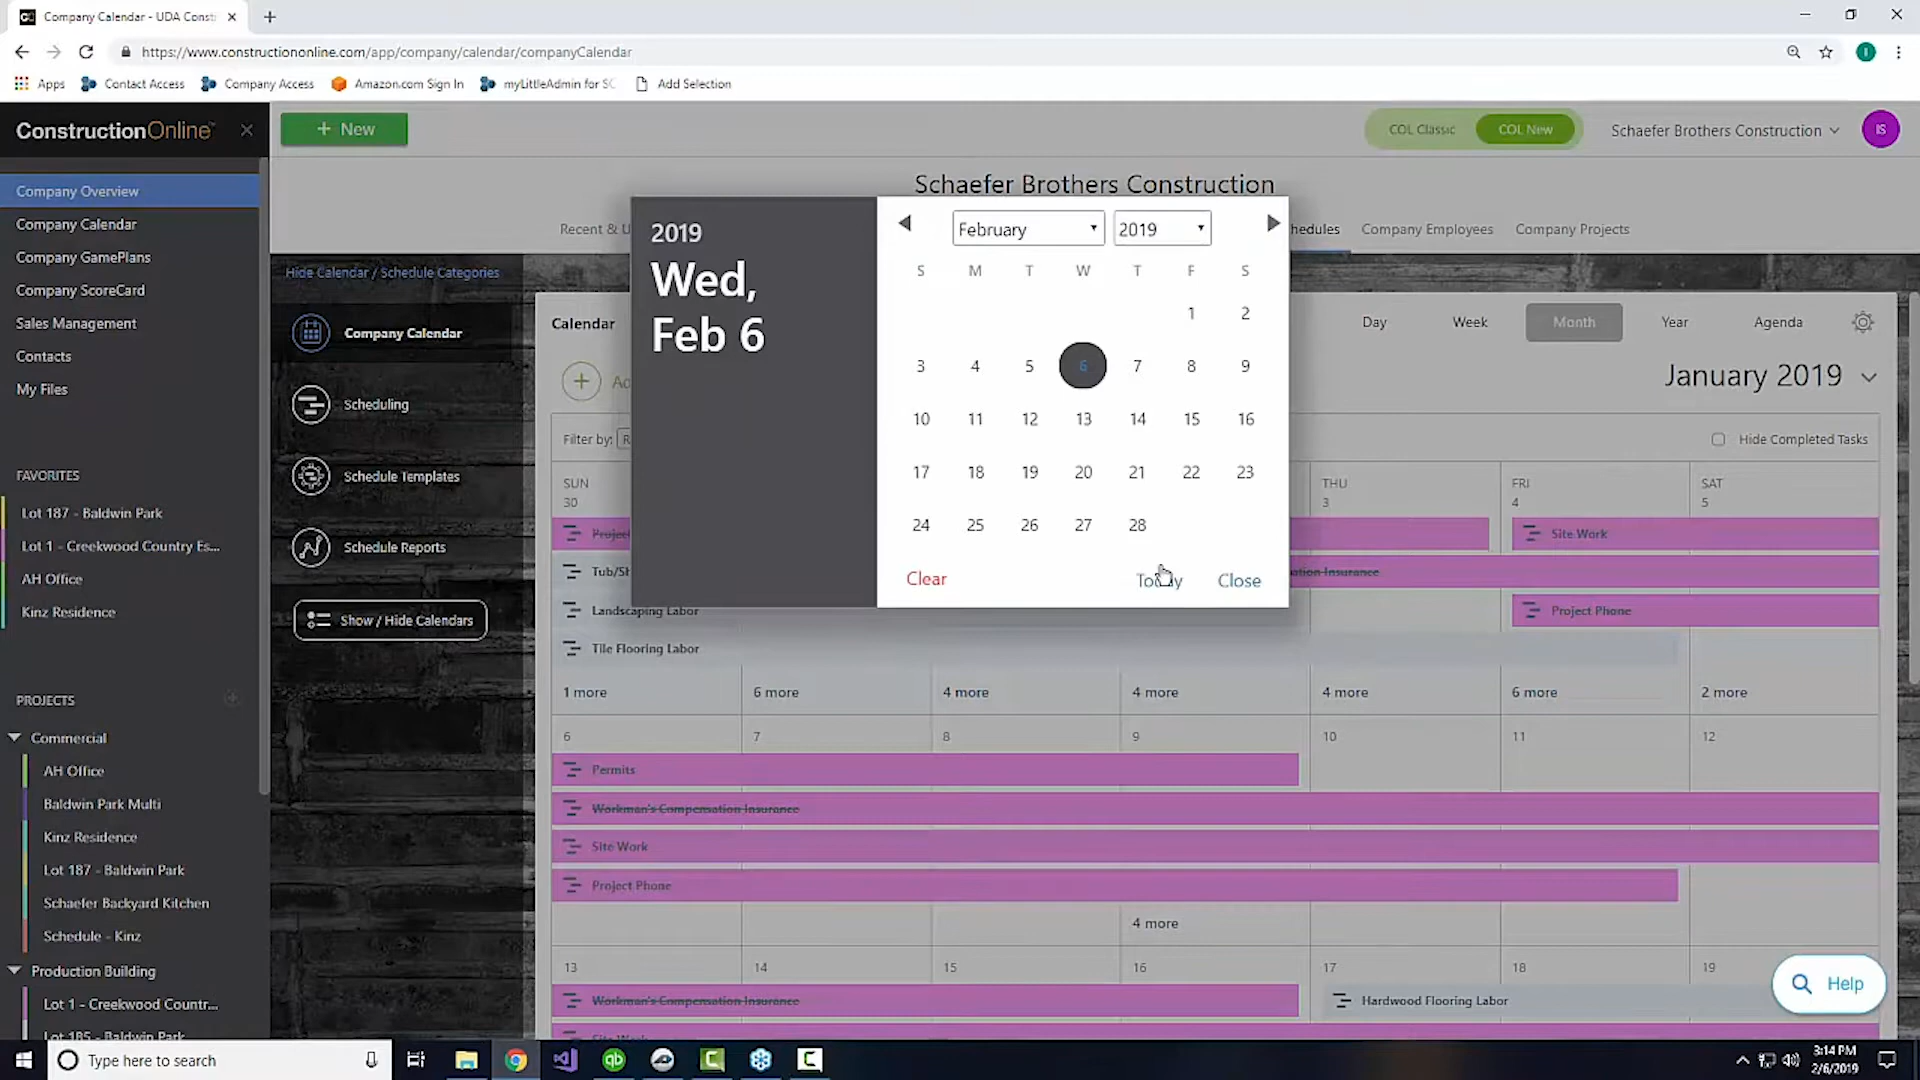 Company Calendar - UDA Const
https://www.constructiononline.com/app/company/calendar/companyCalendar
Apps
Contact Access
Company Access
Amazon.com Sign In
myLittleAdmin for SC
Add Selection
ConstructionOnline
+ New
COL Classic
COL New
Schaefer Brothers Construction
IS
Company Overview
Company Calendar
Company GamePlans
Company ScoreCard
Sales Management
Contacts
My Files
FAVORITES
Lot 187 - Baldwin Park
Lot 1 - Creekwood Country Es...
AH Office
Kinz Residence
PROJECTS
Commercial
AH Office
Baldwin Park Multi
Kinz Residence
Lot 187 - Baldwin Park
Schaefer Backyard Kitchen
Schedule - Kinz
Production Building
Lot 1 - Creekwood Countr...
Lot 185 - Baldwin Park
Schaefer Brothers Construction
Recent & U
hedules
Company Employees
Company Projects
Hide Calendar / Schedule Categories
Company Calendar
Scheduling
Schedule Templates
Schedule Reports
Show / Hide Calendars
2019
Wed,
Feb 6
February
2019
S M T W T F S
1 2
3 4 5 6 7 8 9
10 11 12 13 14 15 16
17 18 19 20 21 22 23
24 25 26 27 28
Clear
Today
Close
Calendar
Day
Week
Month
Year
Agenda
January 2019
Filter by:
Hide Completed Tasks
SUN
30
THU
3
FRI
4
SAT
5
Projec
Site Work
Tub/Sh
tion Insurance
Landscaping Labor
Project Phone
Tile Flooring Labor
1 more
6 more
4 more
4 more
4 more
6 more
2 more
6 7 8 9 10 11 12
Permits
Workman's Compensation Insurance
Site Work
Project Phone
4 more
13 14 15 16 17 18 19
Workman's Compensation Insurance
Hardwood Flooring Labor
Site Work
Help
Type here to search
3:14 PM
2/6/2019